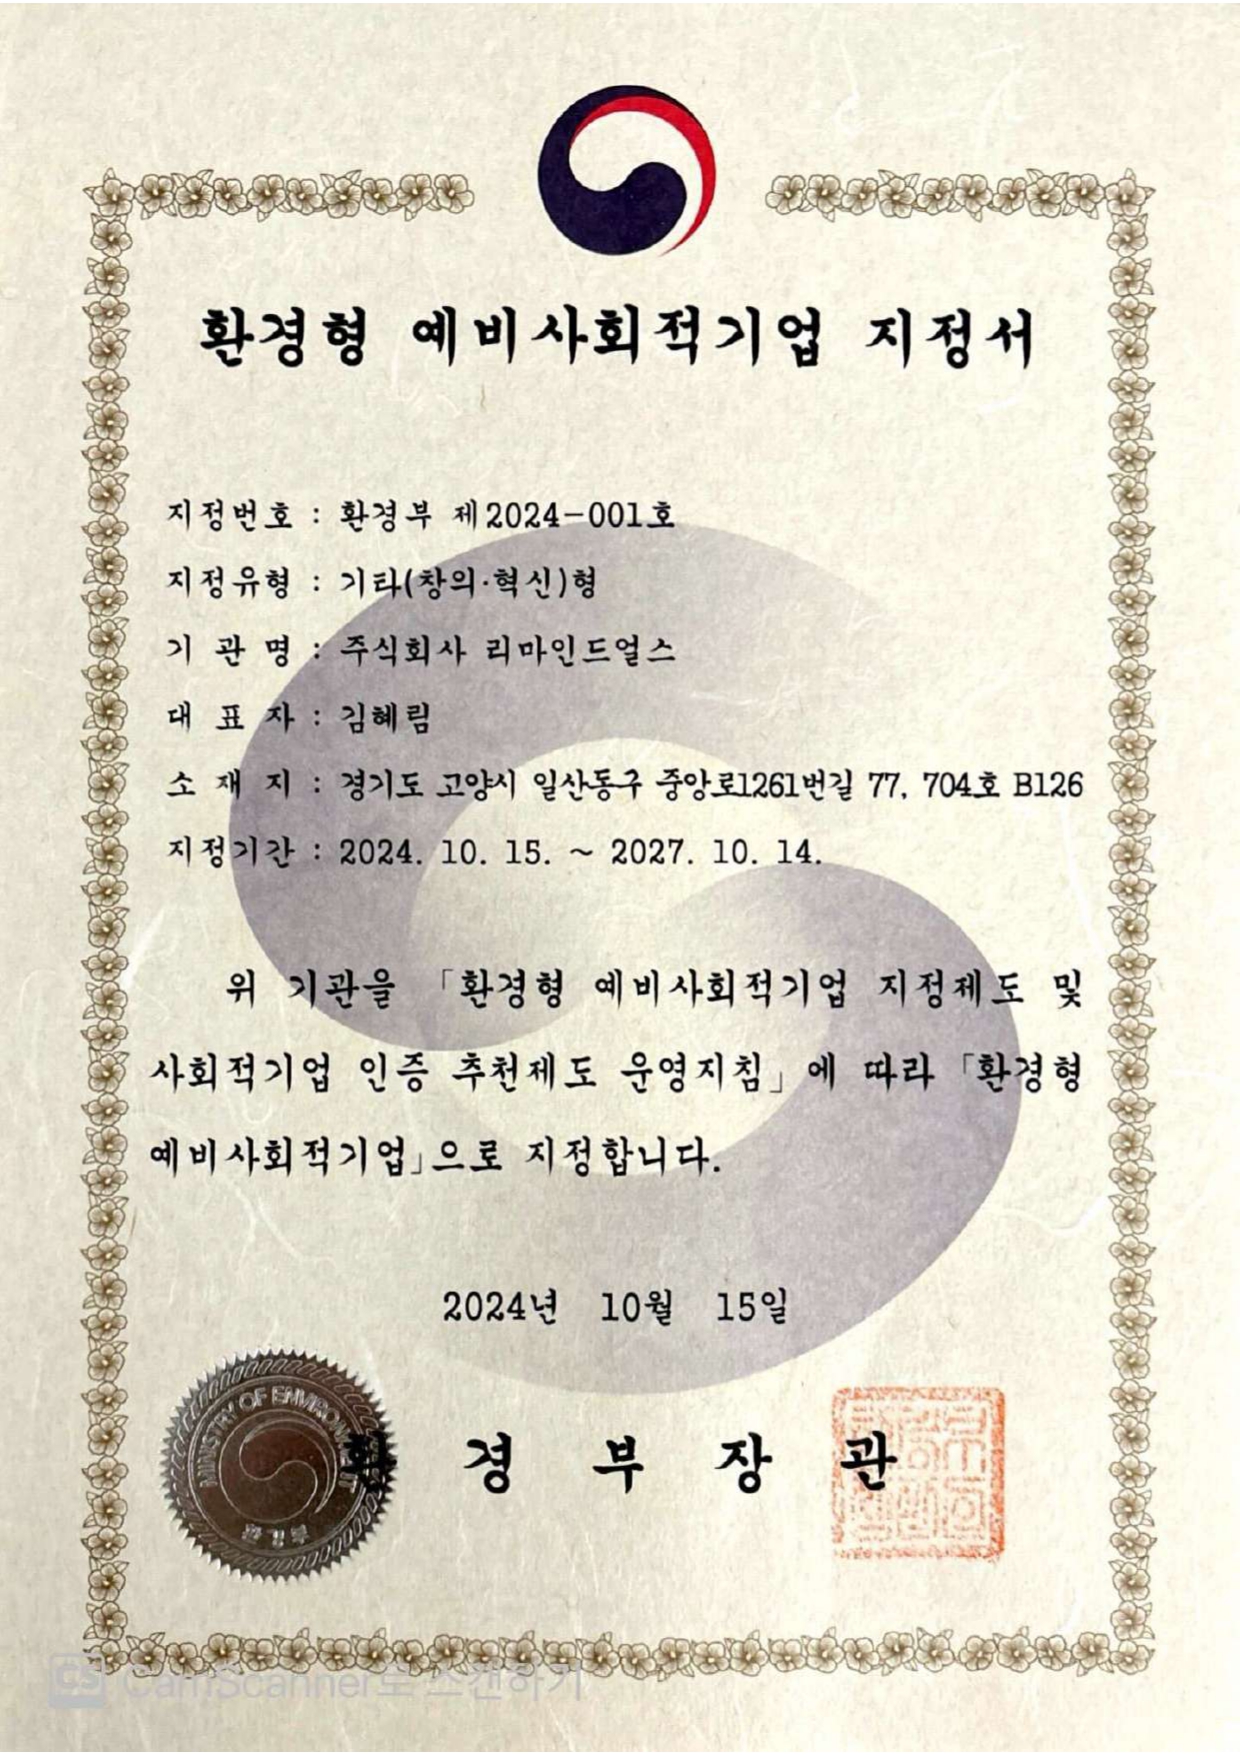 환경형 예비사회적기업 지정서
지정번호 : 환경부 제2024-001호
지정유형 : 기타(창의·혁신)형
기 관 명 : 주식회사 리마인드얼스
대 표 자 : 김혜림
소 재 지 : 경기도 고양시 일산동구 중앙로1261번길 77, 704호 B126
지정기간 : 2024. 10. 15. ~ 2027. 10. 14.
위 기관을 「환경형 예비사회적기업 지정제도 및
사회적기업 인증 추천제도 운영지침」에 따라 「환경형
예비사회적기업」으로 지정합니다.
2024년 10월 15일
MINISTRY OF ENVIRONMENT
환 경 부 장 관
CS CamScanner로 스캔하기